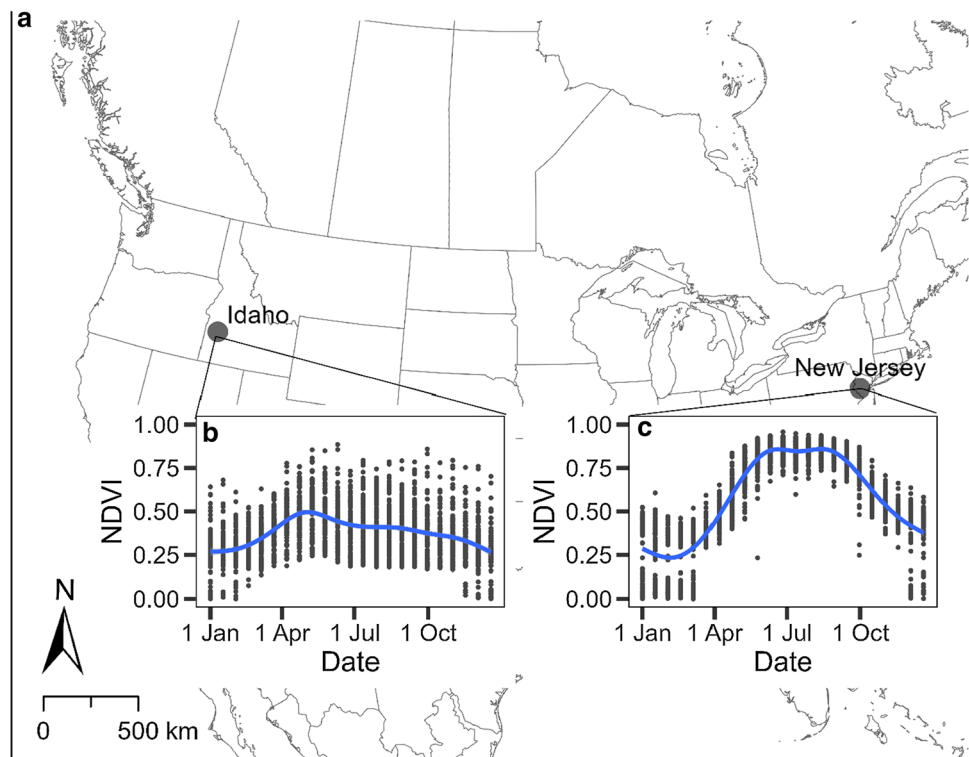 a
Idaho
New Jersey
b
1.00
0.75
0.50
0.25
0.00
NDVI
1 Jan 1 Apr 1 Jul 1 Oct
Date
c
1.00
0.75
0.50
0.25
0.00
NDVI
1 Jan 1 Apr 1 Jul 1 Oct
Date
N
0 500 km